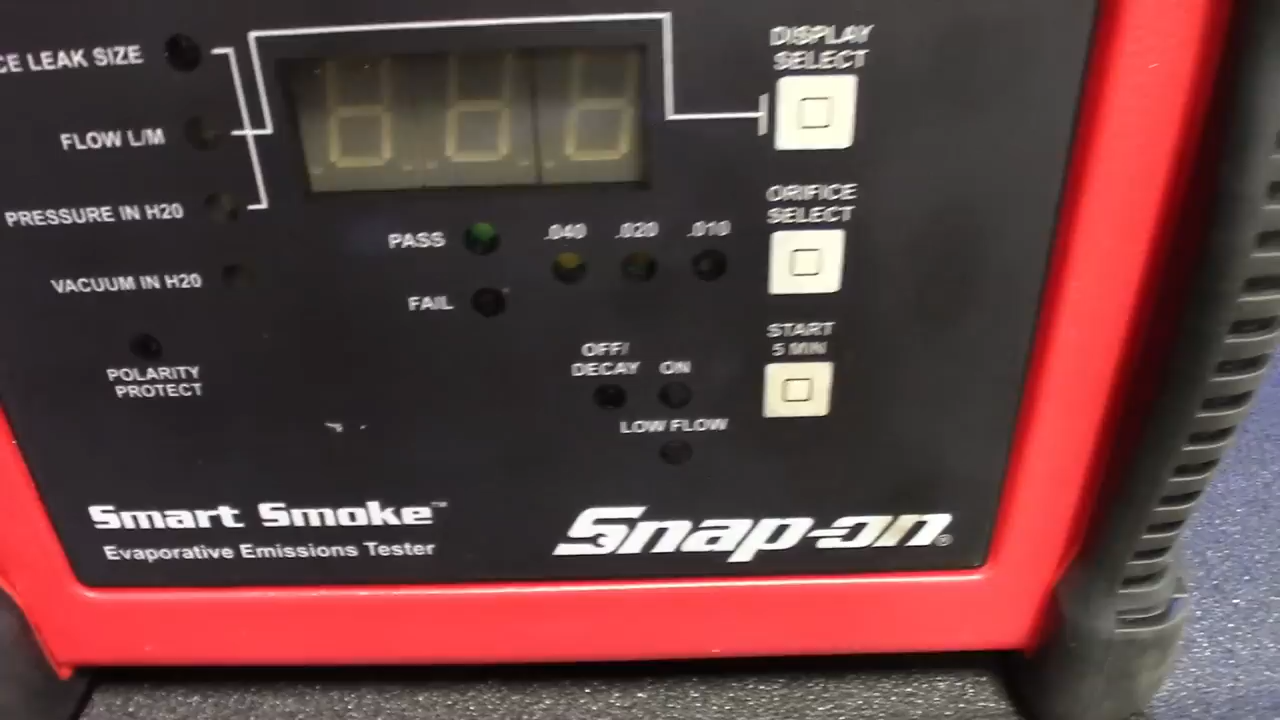 CE LEAK SIZE
FLOW L/M
PRESSURE IN H20
VACUUM IN H20
POLARITY
PROTECT
DISPLAY
SELECT
ORIFICE
SELECT
PASS
.040 .020 .010
FAIL
START
5 MIN
OFF/
DECAY ON
LOW FLOW
Smart Smoke™
Evaporative Emissions Tester
Snap-on®